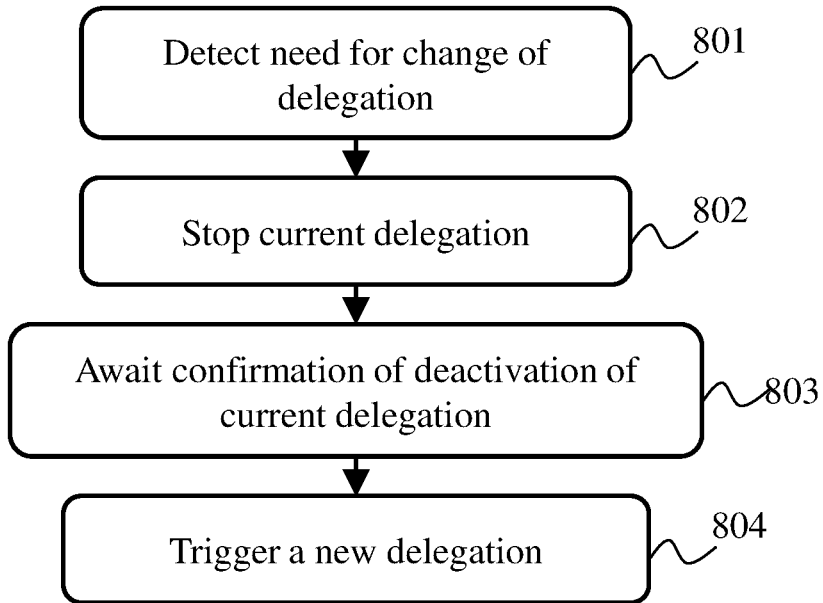 Detect need for change of
delegation
801
Stop current delegation
802
Await confirmation of deactivation of
current delegation
803
Trigger a new delegation
804